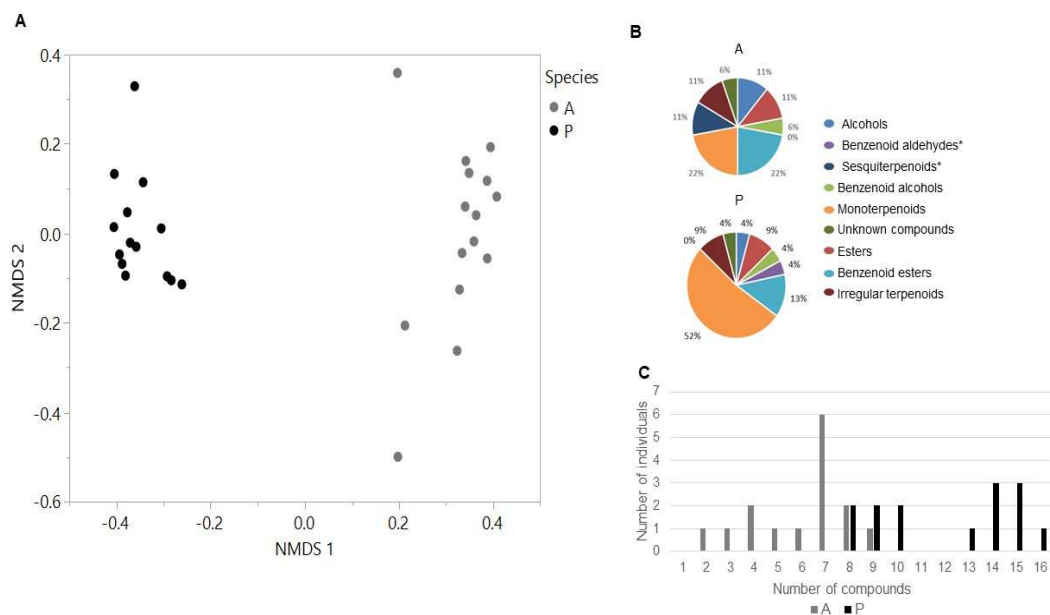 A
0.4
0.2
0.0
-0.2
-0.4
-0.6
NMDS 2
-0.4 -0.2 0.0 0.2 0.4
NMDS 1
Species
A
P
B
A
6% 11%
11% 11%
11% 6%
0%
22% 22%
P
4% 4%
9% 9%
0% 4%
4%
13%
52%
Alcohols
Benzenoid aldehydes*
Sesquiterpenoids*
Benzenoid alcohols
Monoterpenoids
Unknown compounds
Esters
Benzenoid esters
Irregular terpenoids
C
7
6
5
4
3
2
1
0
Number of individuals
1 2 3 4 5 6 7 8 9 10 11 12 13 14 15 16
Number of compounds
A P